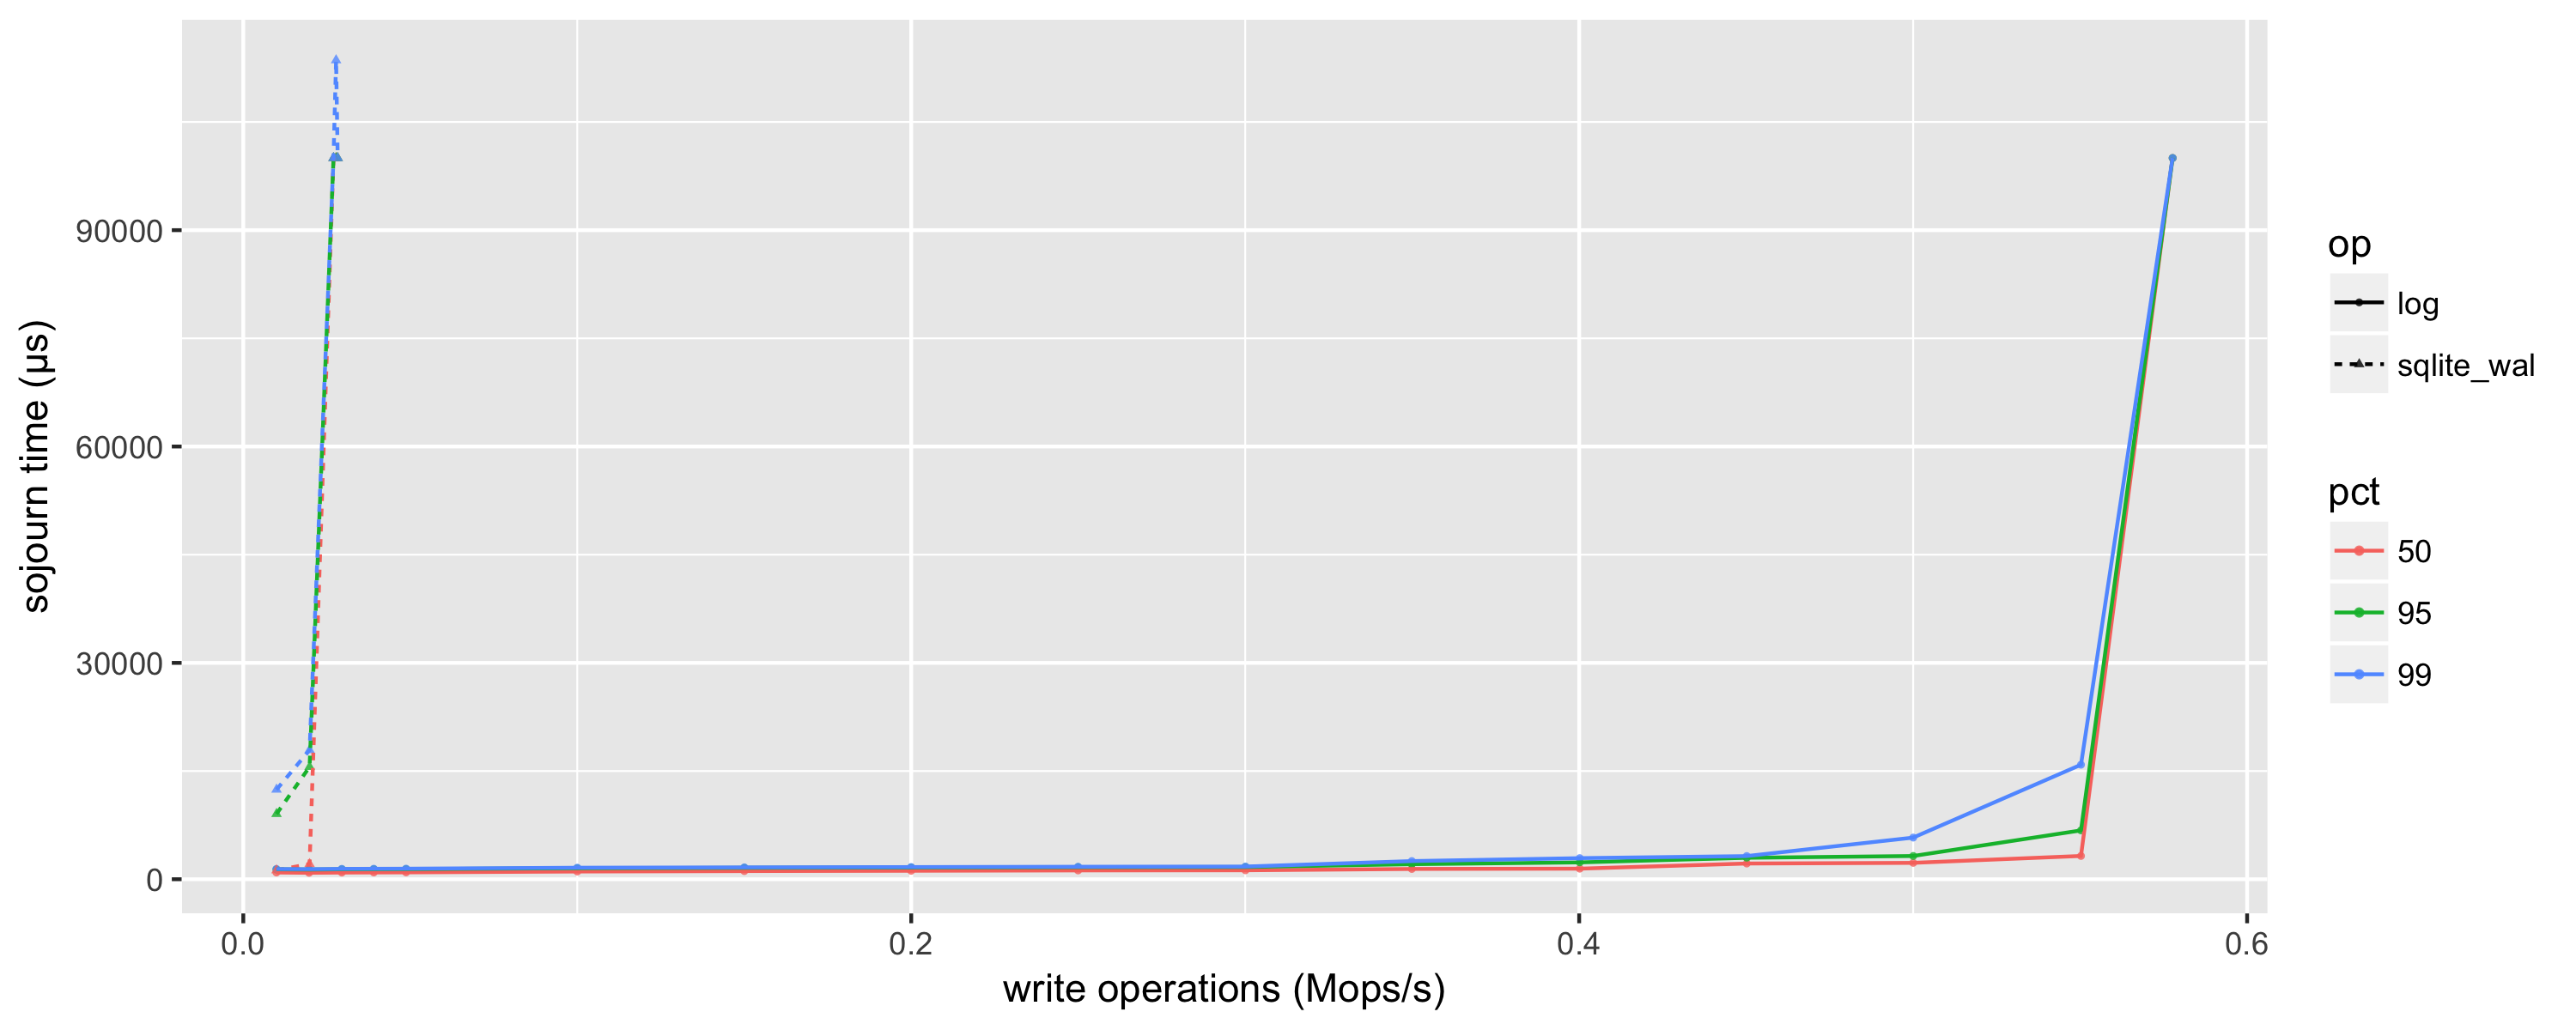 90000
60000
30000
0
sojourn time (µs)
0.0
0.2
0.4
0.6
write operations (Mops/s)
op
log
sqlite_wal
pct
50
95
99